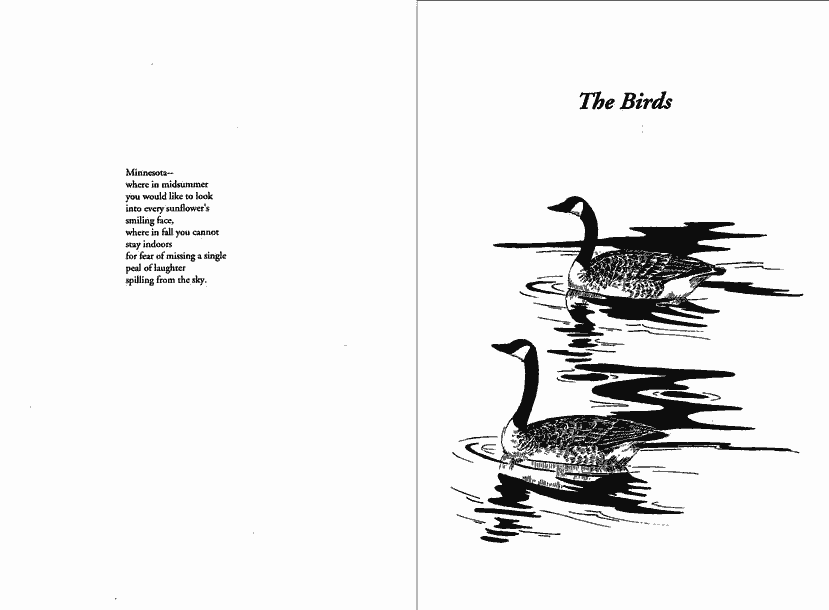 Minnesota--
where in midsummer
you would like to look
into every sunflower's
smiling face,
where in fall you cannot
stay indoors
for fear of missing a single
peal of laughter
spilling from the sky.
The Birds